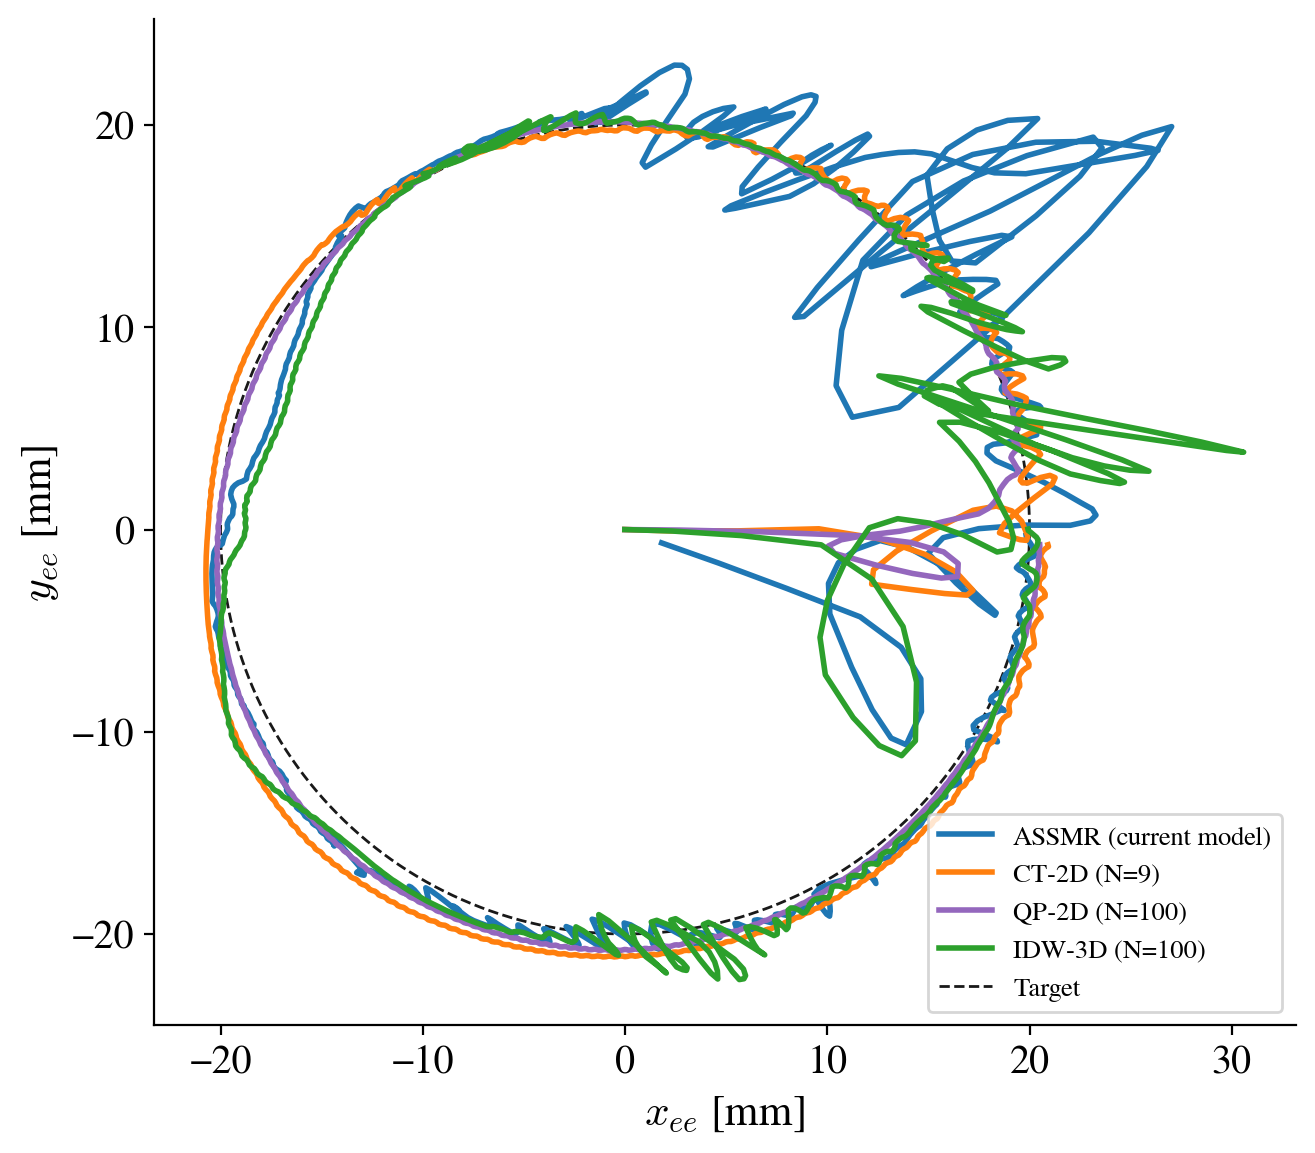 20
10
0
−10
−20
y_ee [mm]
−20 −10 0 10 20 30
x_ee [mm]
ASSMR (current model)
CT-2D (N=9)
QP-2D (N=100)
IDW-3D (N=100)
Target